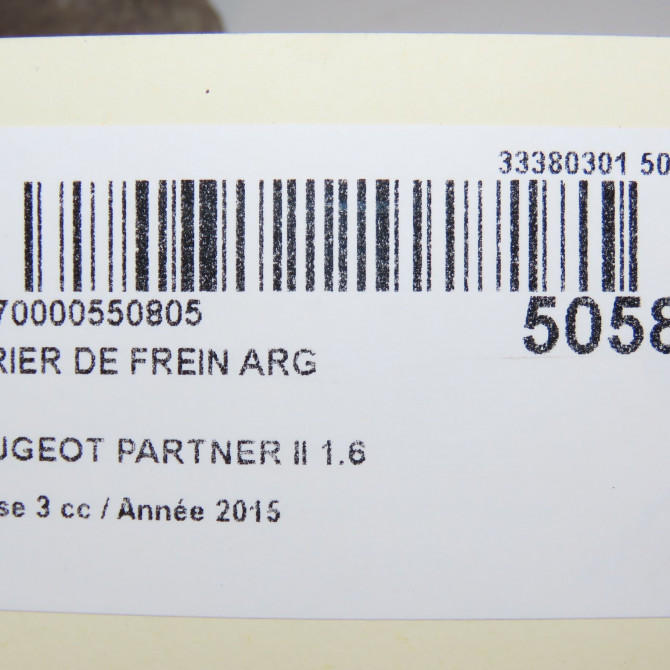 33380301 50
70000550805
5058
RIER DE FREIN ARG
UGEOT PARTNER II 1.6
se 3 cc / Année 2015